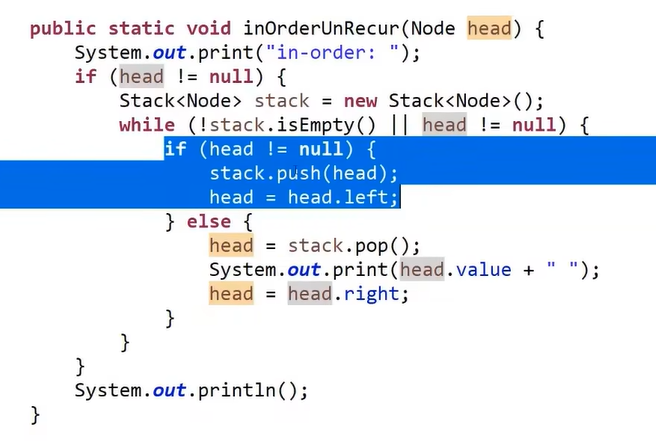 public static void inOrderUnRecur(Node head) {
    System.out.print("in-order: ");
    if (head != null) {
        Stack<Node> stack = new Stack<Node>();
        while (!stack.isEmpty() || head != null) {
            if (head != null) {
                stack.push(head);
                head = head.left;
            } else {
                head = stack.pop();
                System.out.print(head.value + " ");
                head = head.right;
            }
        }
    }
    System.out.println();
}